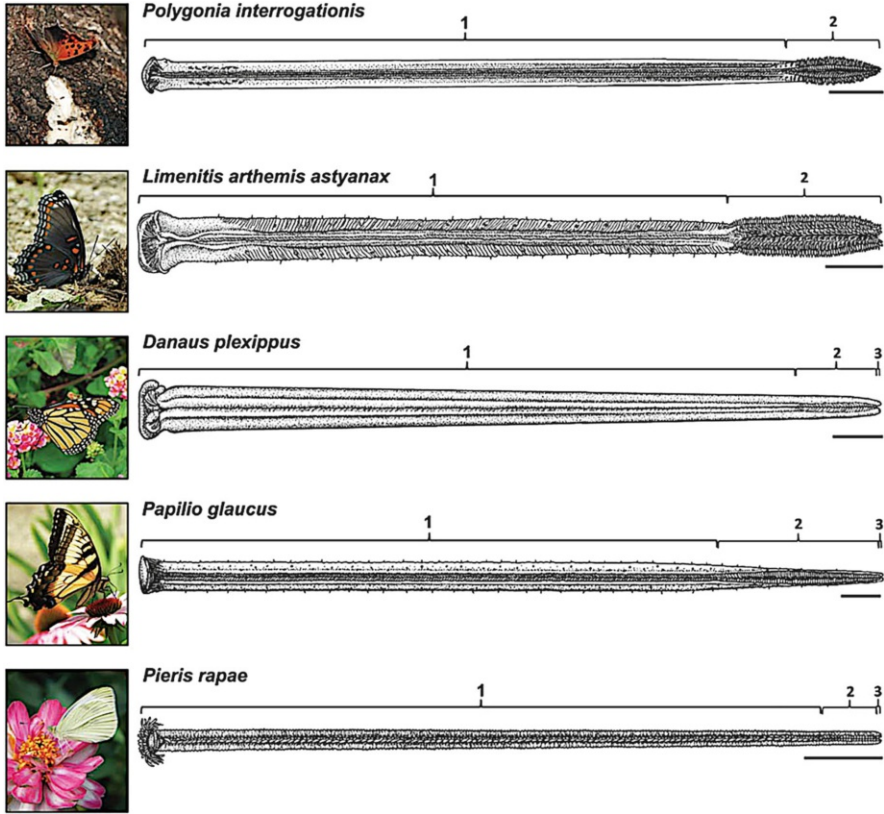 Polygonia interrogationis
1 2
Limenitis arthemis astyanax
1 2
Danaus plexippus
1 2 3
Papilio glaucus
1 2 3
Pieris rapae
1 2 3